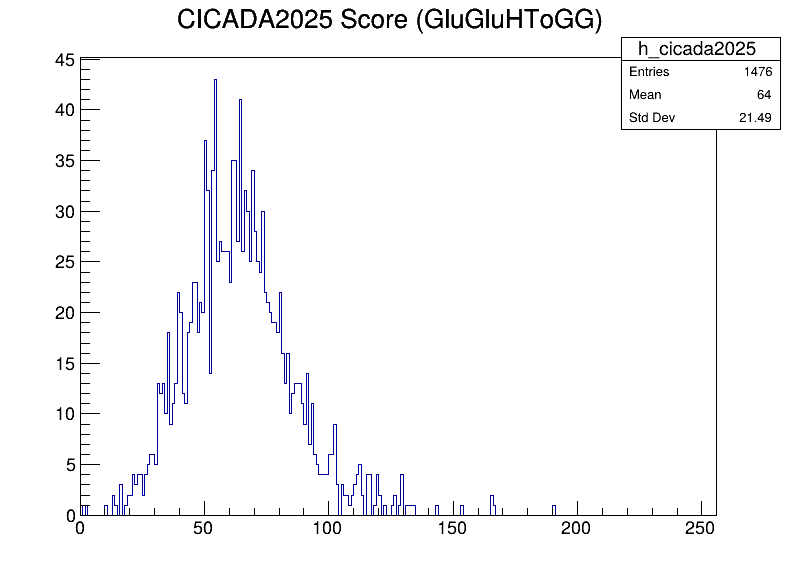 CICADA2025 Score (GluGluHToGG)
h_cicada2025
Entries 1476
Mean 64
Std Dev 21.49
45
40
35
30
25
20
15
10
5
0
0 50 100 150 200 250